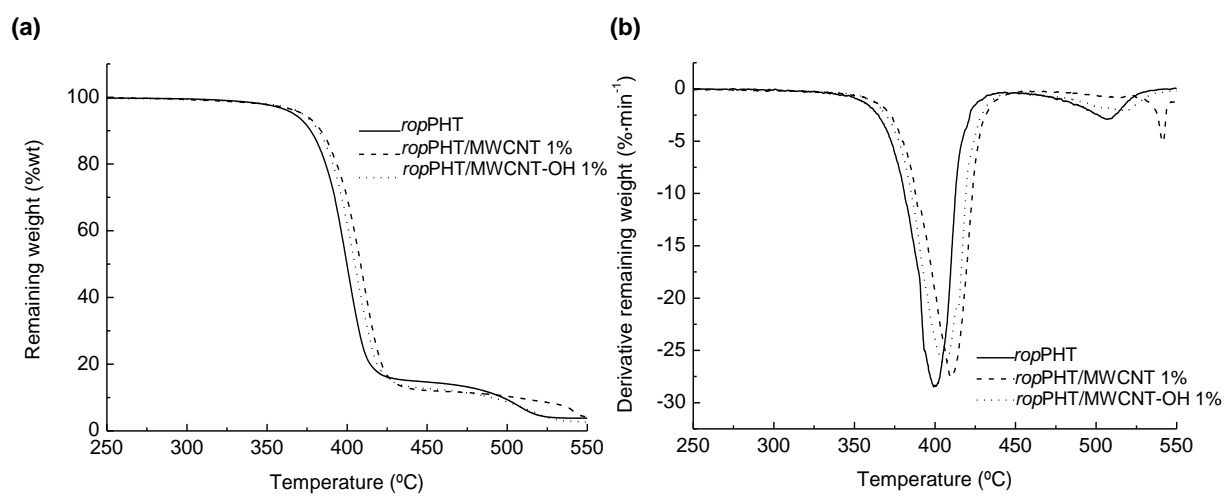 (a)
Remaining weight (%wt)
100
80
60
40
20
0
ropPHT
ropPHT/MWCNT 1%
ropPHT/MWCNT-OH 1%
250 300 350 400 450 500 550
Temperature (ºC)
(b)
Derivative remaining weight (%·min-1)
0
-5
-10
-15
-20
-25
-30
ropPHT
ropPHT/MWCNT 1%
ropPHT/MWCNT-OH 1%
250 300 350 400 450 500 550
Temperature (ºC)